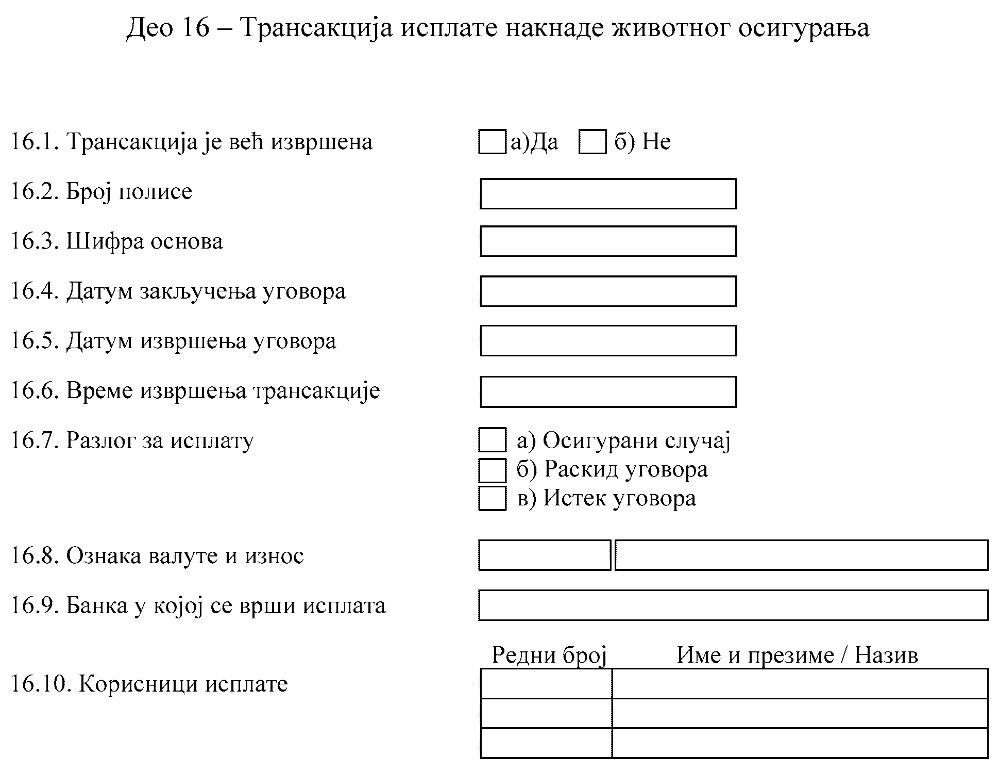 Део 16 – Трансакција исплате накнаде животног осигурања
16.1. Трансакција је већ извршена а)Да б) Не
16.2. Број полисе
16.3. Шифра основа
16.4. Датум закључења уговора
16.5. Датум извршења уговора
16.6. Време извршења трансакције
16.7. Разлог за исплату а) Осигурани случај
б) Раскид уговора
в) Истек уговора
16.8. Ознака валуте и износ
16.9. Банка у којој се врши исплата
Редни број Име и презиме / Назив
16.10. Корисници исплате